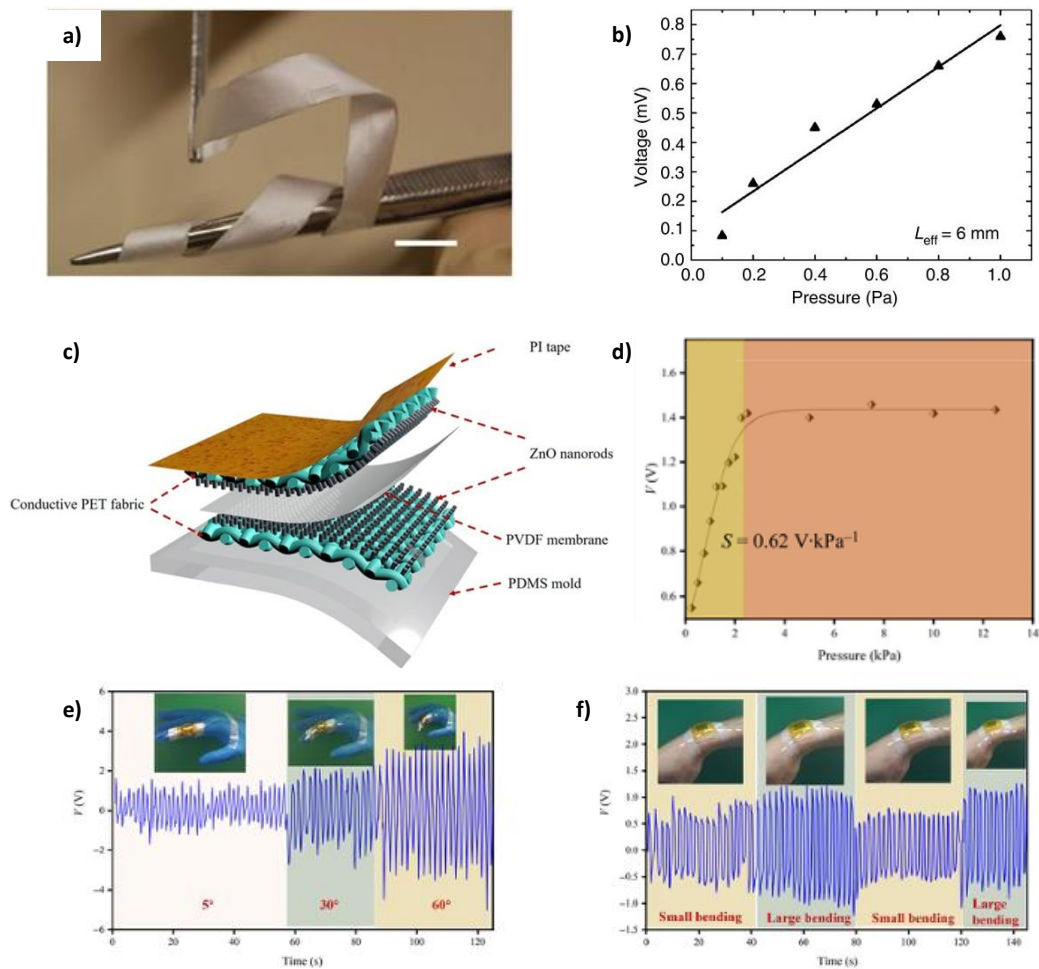 a)
b)
0.8
0.7
0.6
0.5
0.4
0.3
0.2
0.1
0.0
Voltage (mV)
L_eff = 6 mm
0.0 0.2 0.4 0.6 0.8 1.0
Pressure (Pa)
c)
PI tape
ZnO nanorods
Conductive PET fabric
PVDF membrane
PDMS mold
d)
1.6
1.4
1.2
1.0
0.8
0.6
V (V)
S = 0.62 V·kPa⁻¹
0 2 4 6 8 10 12 14
Pressure (kPa)
e)
6
4
2
0
−2
−4
−6
V (V)
5° 30° 60°
0 20 40 60 80 100 120
Time (s)
f)
3.0
2.5
2.0
1.5
1.0
0.5
0.0
−0.5
−1.0
−1.5
V (V)
Small bending Large bending Small bending Large
bending
0 20 40 60 80 100 120 140
Time (s)